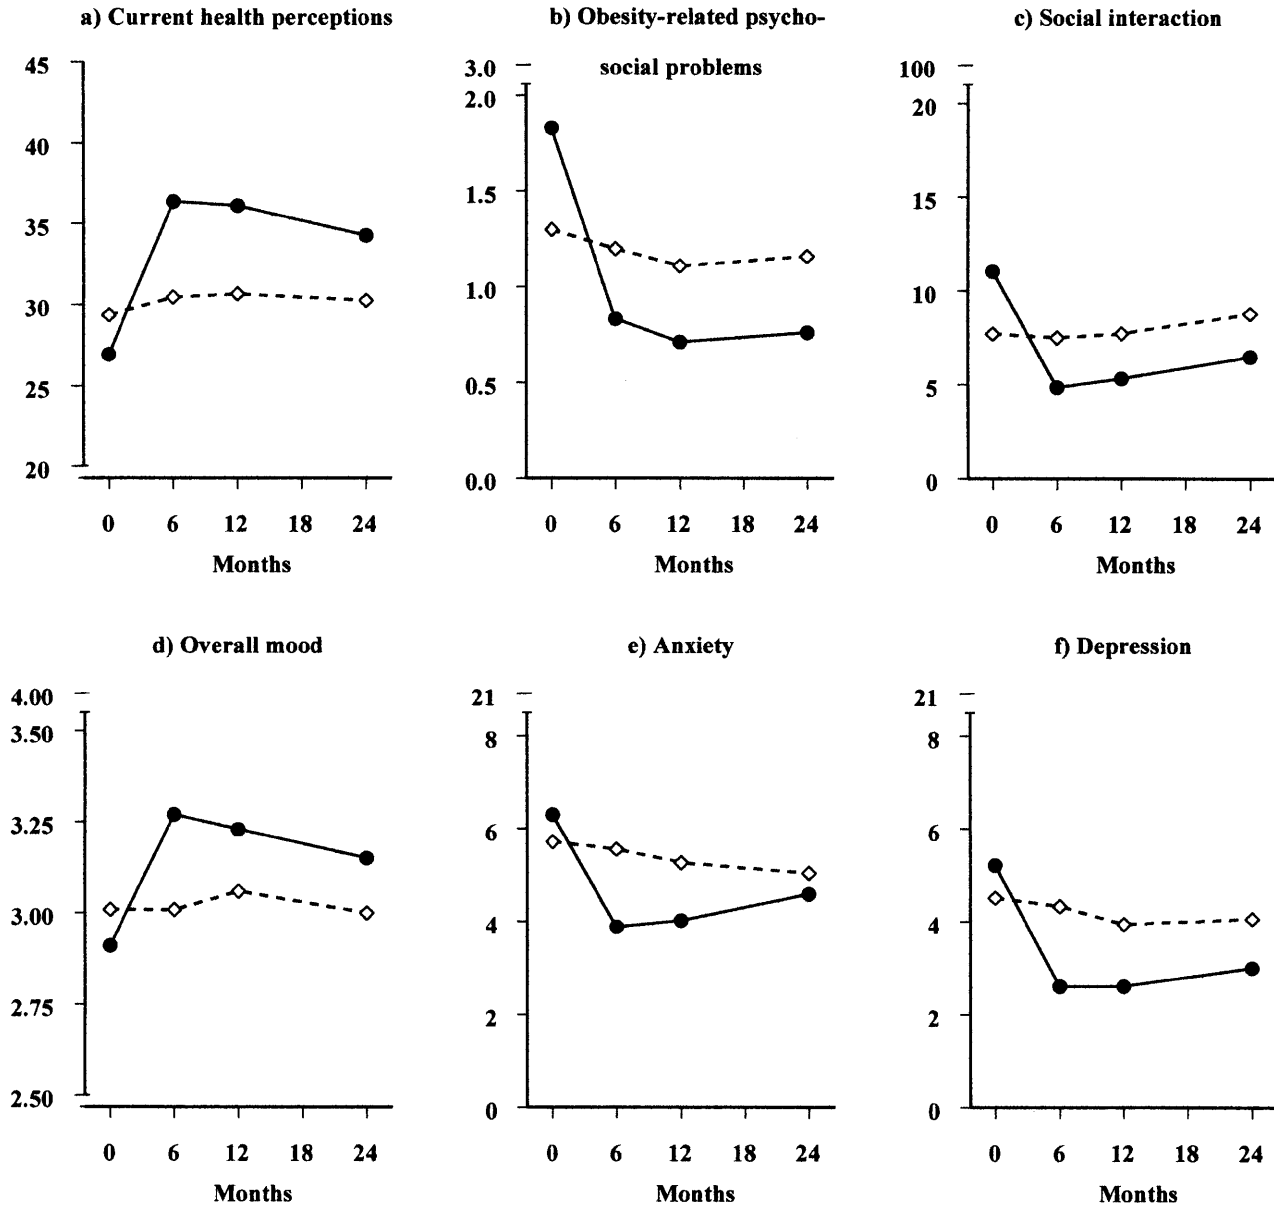 a) Current health perceptions
45
40
35
30
25
20
0 6 12 18 24
Months
b) Obesity-related psycho-
social problems
3.0
2.0
1.5
1.0
0.5
0.0
0 6 12 18 24
Months
c) Social interaction
100
20
15
10
5
0
0 6 12 18 24
Months
d) Overall mood
4.00
3.50
3.25
3.00
2.75
2.50
0 6 12 18 24
Months
e) Anxiety
21
8
6
4
2
0
0 6 12 18 24
Months
f) Depression
21
8
6
4
2
0
0 6 12 18 24
Months